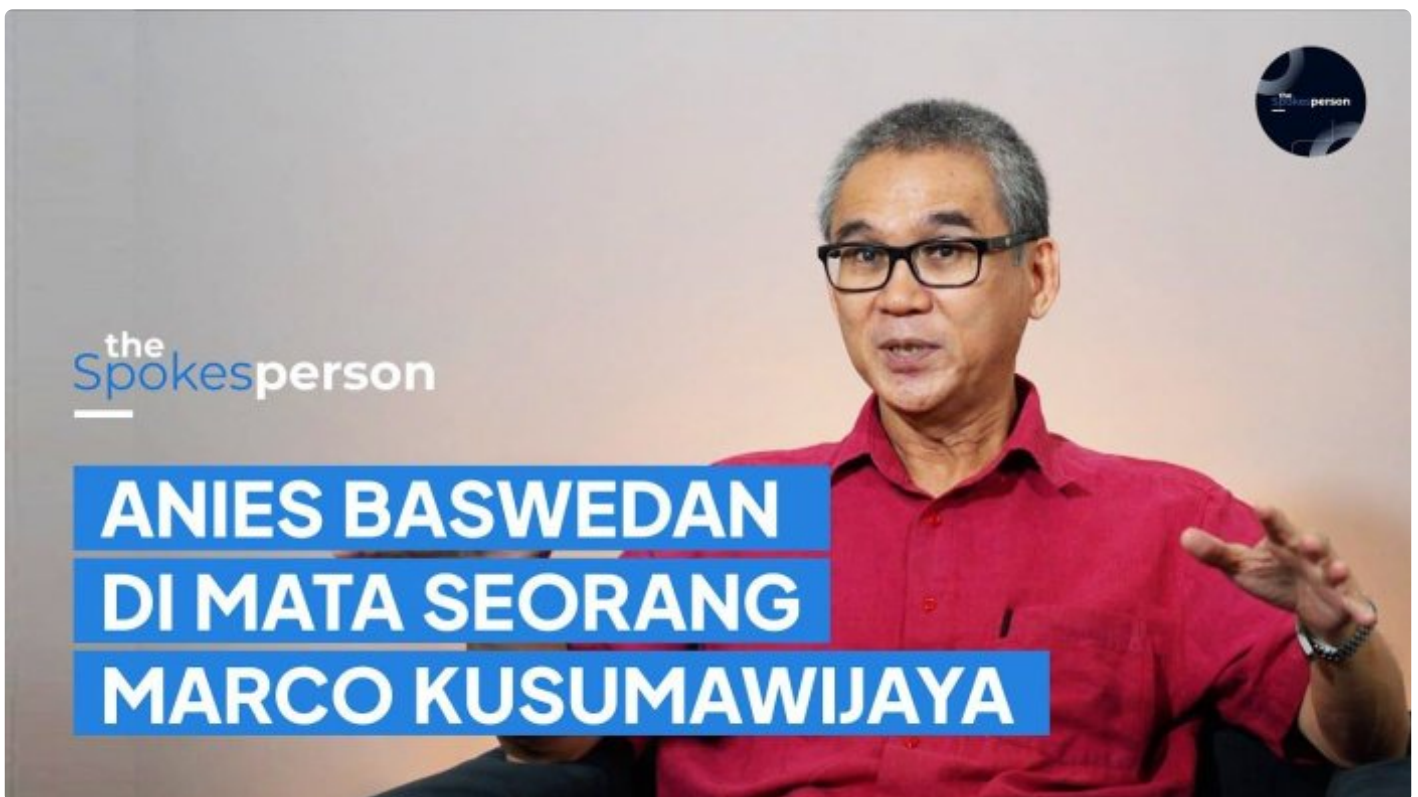 the
Spokesperson
the
Spokesperson
ANIES BASWEDAN
DI MATA SEORANG
MARCO KUSUMAWIJAYA